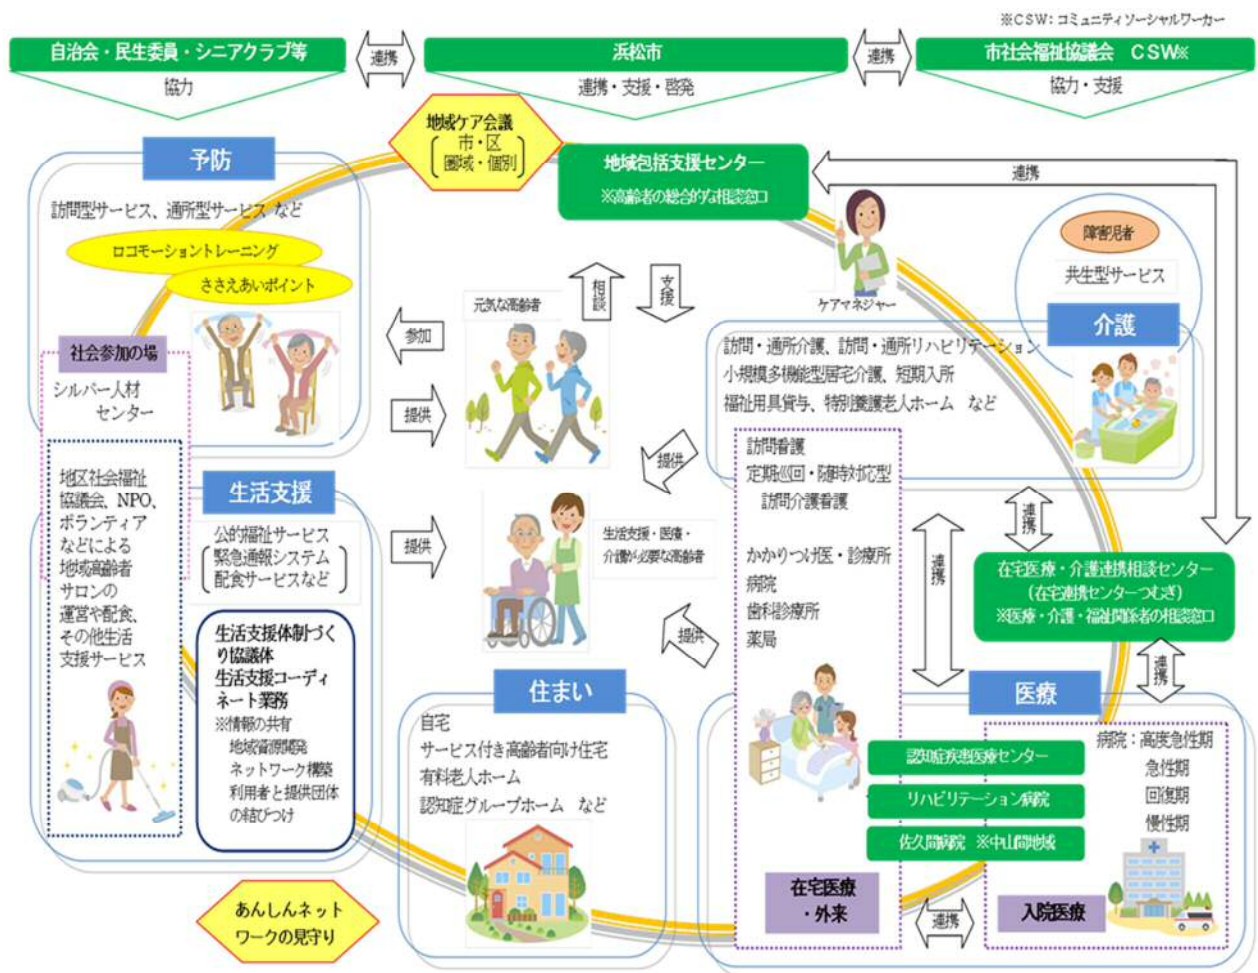 ※CSW：コミュニティソーシャルワーカー
自治会・民生委員・シニアクラブ等
連携
浜松市
連携
市社会福祉協議会　CSW※
協力
連携・支援・啓発
協力・支援
地域ケア会議
市・区
圏域・個別
予防
地域包括支援センター
※高齢者の総合的な相談窓口
連携
訪問型サービス、通所型サービス など
ロコモーショントレーニング
ささえあいポイント
障害児者
共生型サービス
ケアマネジャー
相談
支援
元気な高齢者
参加
提供
介護
訪問・通所介護、訪問・通所リハビリテーション
小規模多機能型居宅介護、短期入所
福祉用具貸与、特別養護老人ホーム　など
社会参加の場
シルバー人材
センター
訪問看護
定期巡回・随時対応型
訪問介護看護
かかりつけ医・診療所
病院
歯科診療所
薬局
提供
地区社会福祉
協議会、NPO、
ボランティア
などによる
地域高齢者
サロンの
運営や配食、
その他生活
支援サービス
生活支援
公的福祉サービス
緊急通報システム
配食サービスなど
提供
生活支援・医療・
介護が必要な高齢者
連携
連携
在宅医療・介護連携相談センター
(在宅連携センターつむぎ)
※医療・介護・福祉関係者の相談窓口
提供
連携
生活支援体制づく
り協議体
生活支援コーディ
ネート業務
※情報の共有
地域資源開発
ネットワーク構築
利用者と提供団体
の結びつけ
住まい
自宅
サービス付き高齢者向け住宅
有料老人ホーム
認知症グループホーム　など
医療
認知症疾患医療センター
リハビリテーション病院
佐久間病院　※中山間地域
病院：高度急性期
急性期
回復期
慢性期
在宅医療
・外来
連携
入院医療
あんしんネット
ワークの見守り